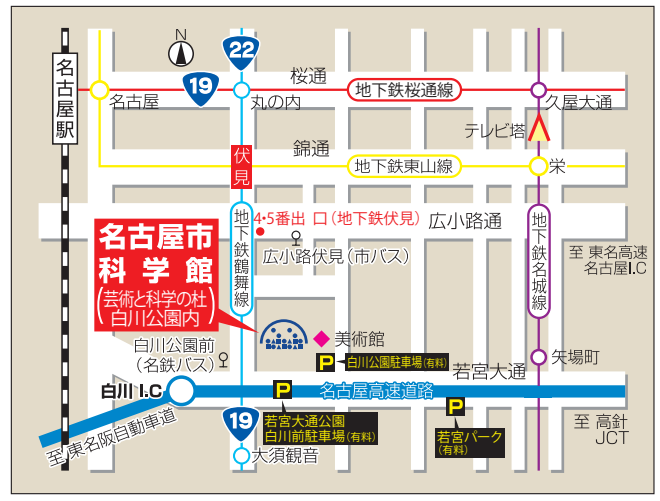 N
22
19
桜通
地下鉄桜通線
名古屋駅
名古屋
丸の内
久屋大通
テレビ塔
錦通
伏見
地下鉄東山線
栄
4・5番出 口(地下鉄伏見)
広小路通
名古屋市
科学館
(芸術と科学の杜
白川公園内)
地下鉄鶴舞線
広小路伏見(市バス)
地下鉄名城線
至 東名高速
名古屋I.C
白川公園前
(名鉄バス)
美術館
P
白川公園駐車場(有料)
若宮大通
矢場町
白川 I.C
名古屋高速道路
P
若宮大通公園
白川前駐車場(有料)
P
若宮パーク
(有料)
至 高針
JCT
至 東名阪自動車道
19
大須観音